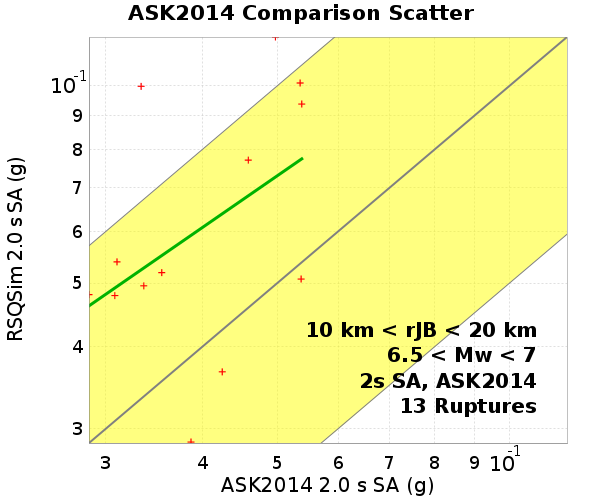 ASK2014 Comparison Scatter
RSQSim 2.0 s SA (g)
10-1
9
8
7
6
5
4
3
10 km < rJB < 20 km
6.5 < Mw < 7
2s SA, ASK2014
13 Ruptures
3 4 5 6 7 8 9 10-1
ASK2014 2.0 s SA (g)